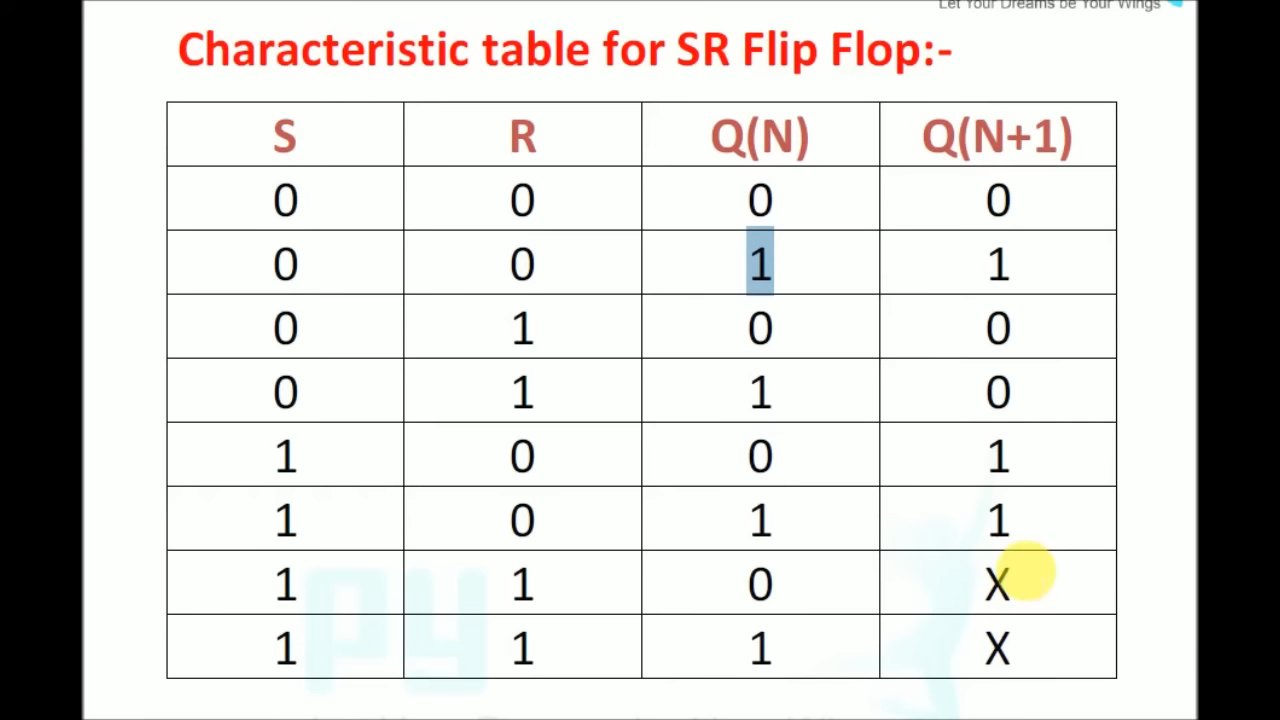 Let Your Dreams be Your Wings
Characteristic table for SR Flip Flop:-
S R Q(N) Q(N+1)
0 0 0 0
0 0 1 1
0 1 0 0
0 1 1 0
1 0 0 1
1 0 1 1
1 1 0 X
1 1 1 X
py